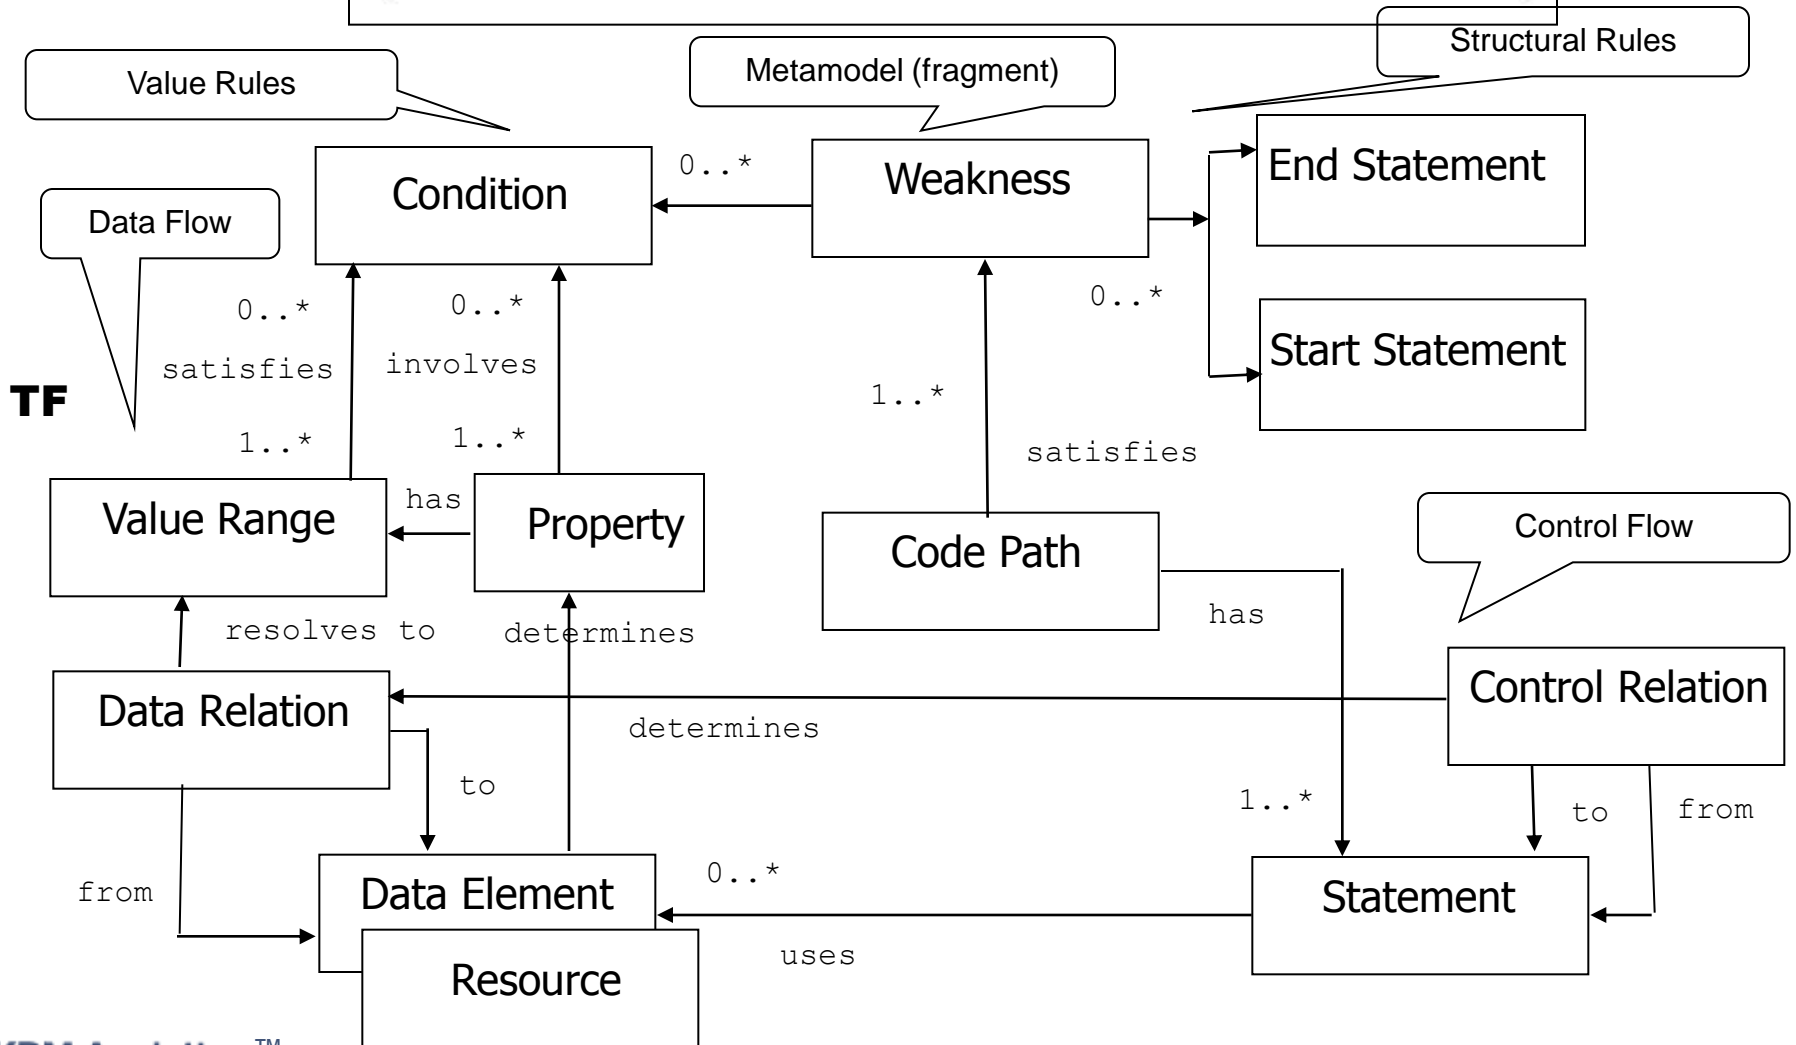 Structural Rules
Metamodel (fragment)
Value Rules
0..*
Weakness
End Statement
Condition
Data Flow
0..*
0..*
0..*
satisfies
involves
Start Statement
TF
1..*
1..*
1..*
satisfies
has
Value Range
Property
Code Path
Control Flow
has
resolves to
determines
Data Relation
Control Relation
determines
to
1..*
to
from
from
0..*
Data Element
Statement
uses
Resource
TM